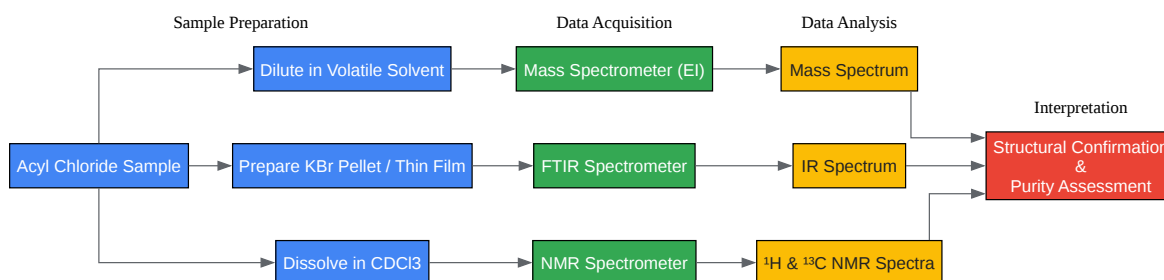 Sample Preparation
Data Acquisition
Data Analysis
Dilute in Volatile Solvent
Mass Spectrometer (EI)
Mass Spectrum
Interpretation
Acyl Chloride Sample
Prepare KBr Pellet / Thin Film
FTIR Spectrometer
IR Spectrum
Structural Confirmation
&
Purity Assessment
Dissolve in CDCl3
NMR Spectrometer
¹H & ¹³C NMR Spectra